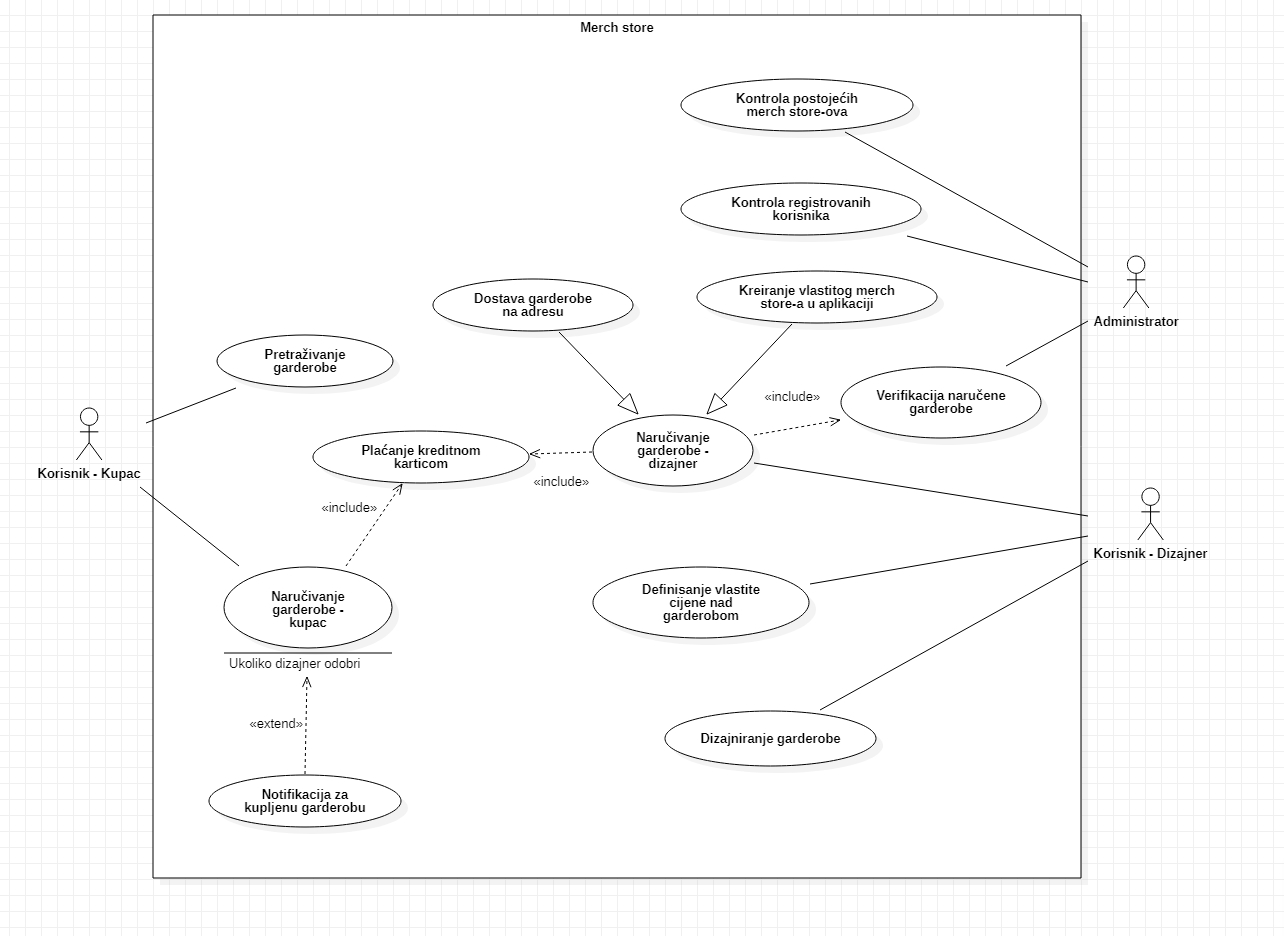 Merch store
Kontrola postojećih
merch store-ova
Kontrola registrovanih
korisnika
Administrator
Dostava garderobe
na adresu
Kreiranje vlastitog merch
store-a u aplikaciji
Pretraživanje
garderobe
«include»
Verifikacija naručene
garderobe
Korisnik - Kupac
Plaćanje kreditnom
karticom
Naručivanje
garderobe -
dizajner
«include»
«include»
Korisnik - Dizajner
Naručivanje
garderobe -
kupac
Ukoliko dizajner odobri
Definisanje vlastite
cijene nad
garderobom
«extend»
Dizajniranje garderobe
Notifikacija za
kupljenu garderobu